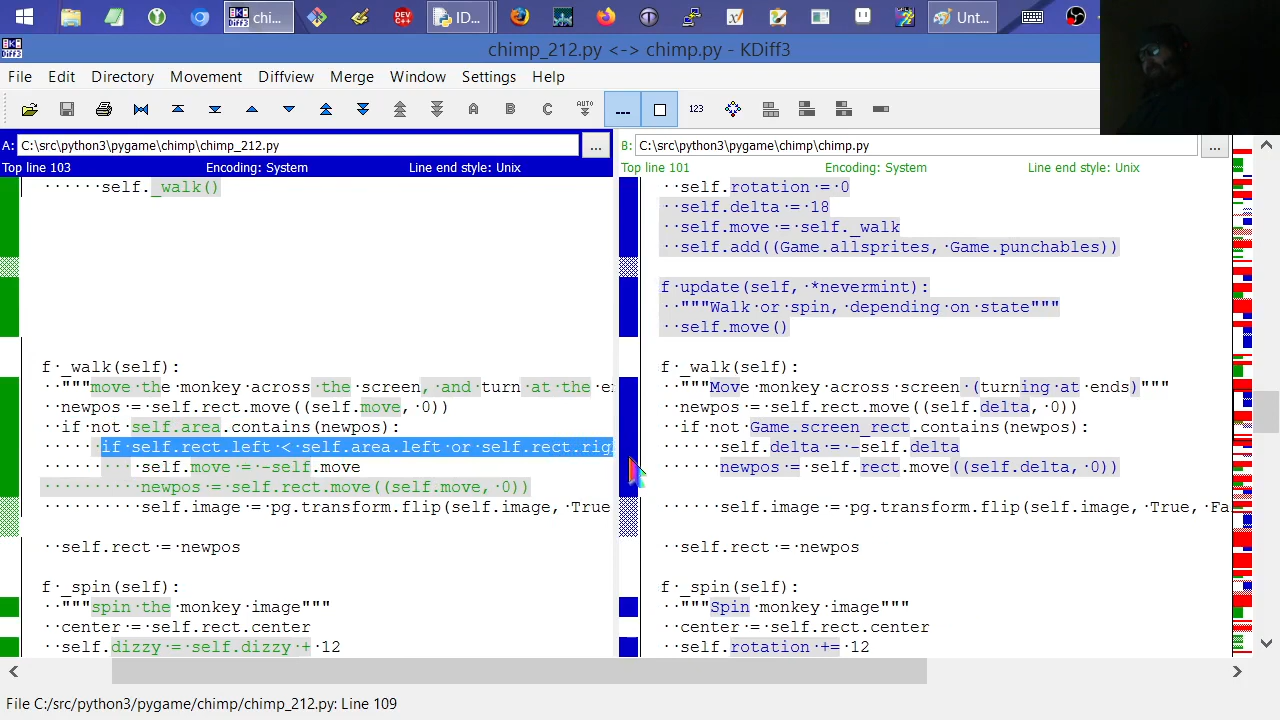 chi...
DEV C++
ID...
Unt...
chimp_212.py <-> chimp.py - KDiff3
File Edit Directory Movement Diffview Merge Window Settings Help
A B C AUTO 123
A: C:\src\python3\pygame\chimp\chimp_212.py ...
Top line 103 Encoding: System Line end style: Unix
······self._walk()
f·_walk(self):
··"""move·the·monkey·across·the·screen,·and·turn·at·the·e
··newpos·=·self.rect.move((self.move,·0))
··if·not·self.area.contains(newpos):
······if·self.rect.left·<·self.area.left·or·self.rect.rig
··········self.move·=·-self.move
··········newpos·=·self.rect.move((self.move,·0))
··········self.image·=·pg.transform.flip(self.image,·True
··self.rect·=·newpos
f·_spin(self):
··"""spin·the·monkey·image"""
··center·=·self.rect.center
··self.dizzy·=·self.dizzy·+·12
B: C:\src\python3\pygame\chimp\chimp.py ...
Top line 101 Encoding: System Line end style: Unix
··self.rotation·=·0
··self.delta·=·18
··self.move·=·self._walk
··self.add((Game.allsprites,·Game.punchables))
f·update(self,·*nevermint):
··"""Walk·or·spin,·depending·on·state"""
··self.move()
f·_walk(self):
··"""Move·monkey·across·screen·(turning·at·ends)"""
··newpos·=·self.rect.move((self.delta,·0))
··if·not·Game.screen_rect.contains(newpos):
······self.delta·=·-self.delta
······newpos·=·self.rect.move((self.delta,·0))
······self.image·=·pg.transform.flip(self.image,·True,·Fa
··self.rect·=·newpos
f·_spin(self):
··"""Spin·monkey·image"""
··center·=·self.rect.center
··self.rotation·+=·12
File C:/src/python3/pygame/chimp/chimp_212.py: Line 109